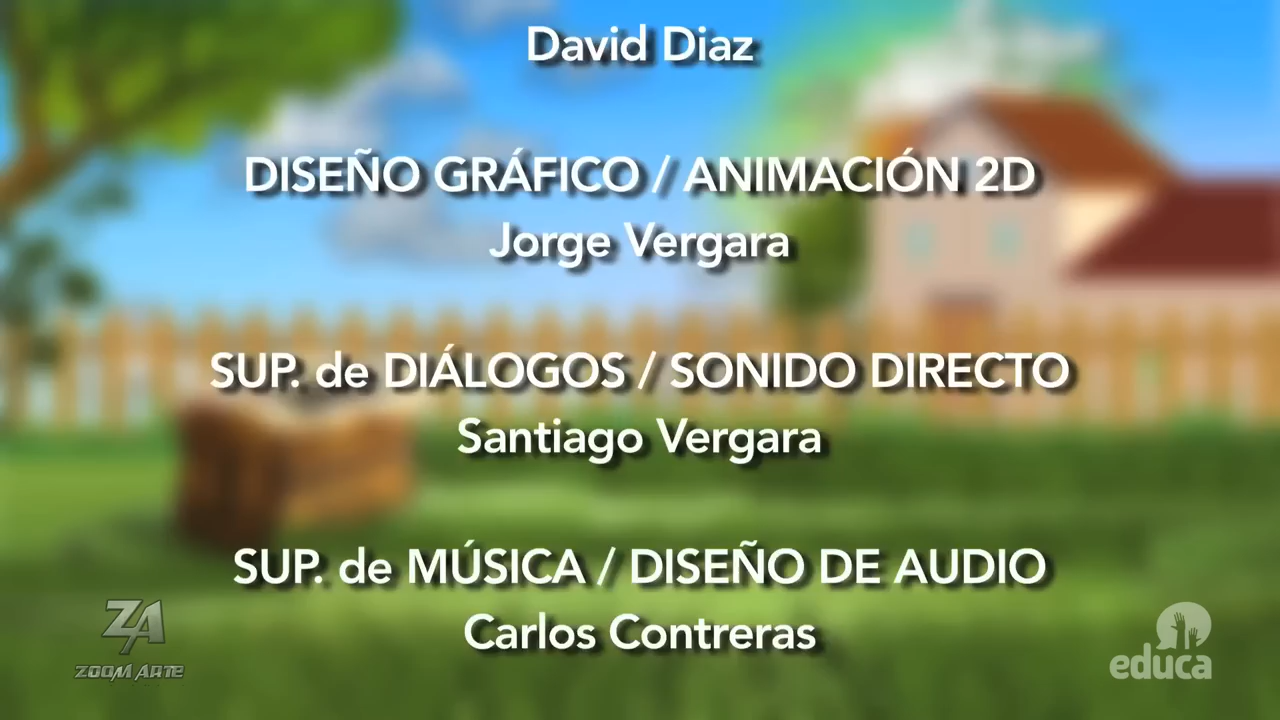 David Diaz
DISEÑO GRÁFICO / ANIMACIÓN 2D
Jorge Vergara
SUP. de DIÁLOGOS / SONIDO DIRECTO
Santiago Vergara
SUP. de MÚSICA / DISEÑO DE AUDIO
Carlos Contreras
ZA
ZOOM ARTE
educa